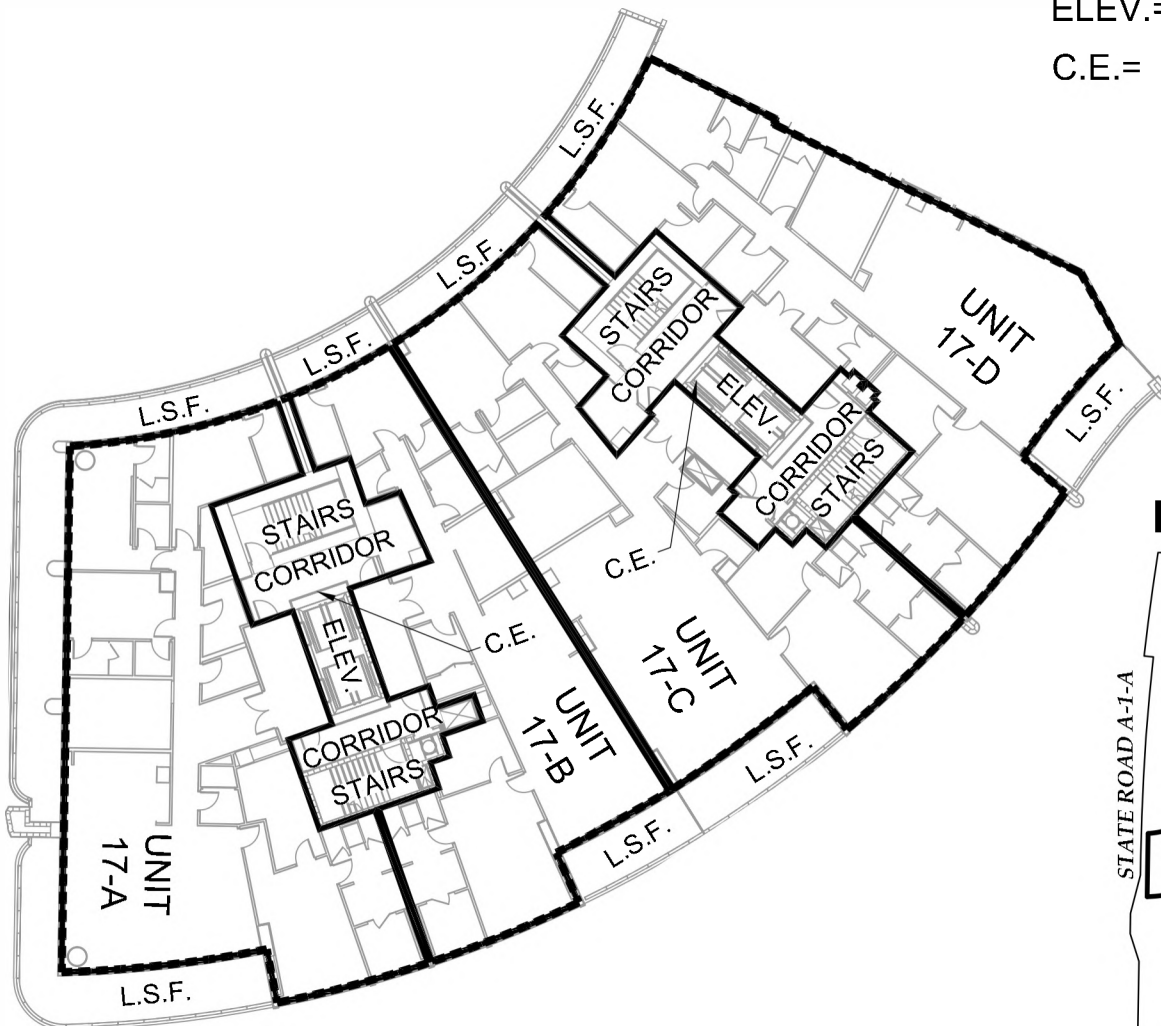 ELEV.=
C.E.=
L.S.F.
L.S.F.
L.S.F.
L.S.F.
STAIRS
CORRIDOR
ELEV.
CORRIDOR
STAIRS
UNIT
17-D
L.S.F.
STAIRS
CORRIDOR
C.E.
C.E.
ELEV.
CORRIDOR
STAIRS
UNIT
17-C
UNIT
17-B
L.S.F.
L.S.F.
UNIT
17-A
L.S.F.
STATE ROAD A-1-A